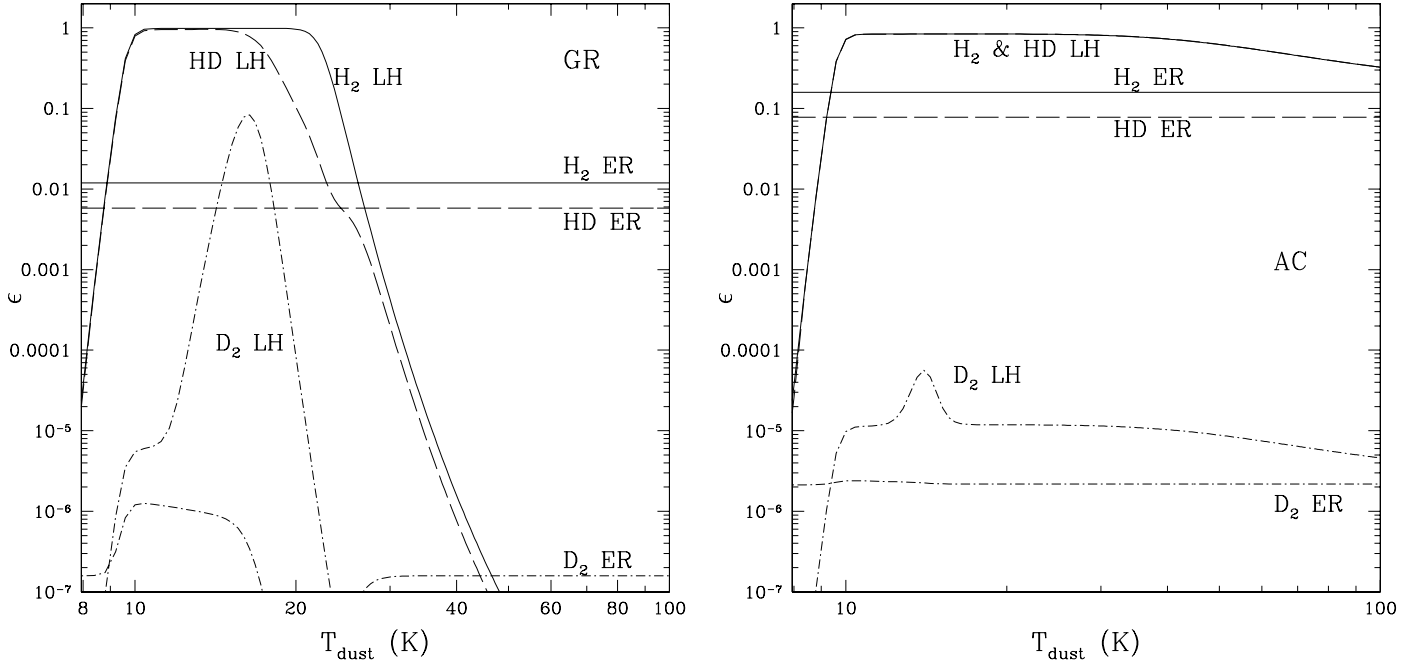 1
0.1
0.01
0.001
0.0001
10⁻⁵
10⁻⁶
10⁻⁷
ϵ
HD LH
H₂ LH
GR
H₂ ER
HD ER
D₂ LH
D₂ ER
8 10 20 40 60 80 100
T_dust (K)
1
0.1
0.01
0.001
0.0001
10⁻⁵
10⁻⁶
10⁻⁷
ϵ
H₂ & HD LH
H₂ ER
HD ER
AC
D₂ LH
D₂ ER
10 100
T_dust (K)